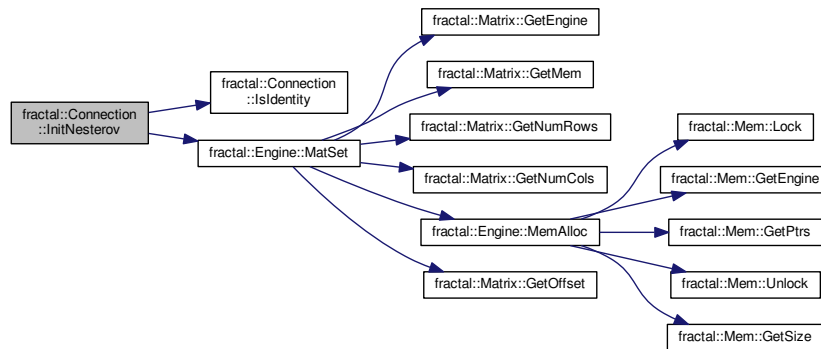 fractal::Connection
::InitNesterov
fractal::Connection
::IsIdentity
fractal::Engine::MatSet
fractal::Matrix::GetEngine
fractal::Matrix::GetMem
fractal::Matrix::GetNumRows
fractal::Matrix::GetNumCols
fractal::Engine::MemAlloc
fractal::Matrix::GetOffset
fractal::Mem::Lock
fractal::Mem::GetEngine
fractal::Mem::GetPtrs
fractal::Mem::Unlock
fractal::Mem::GetSize